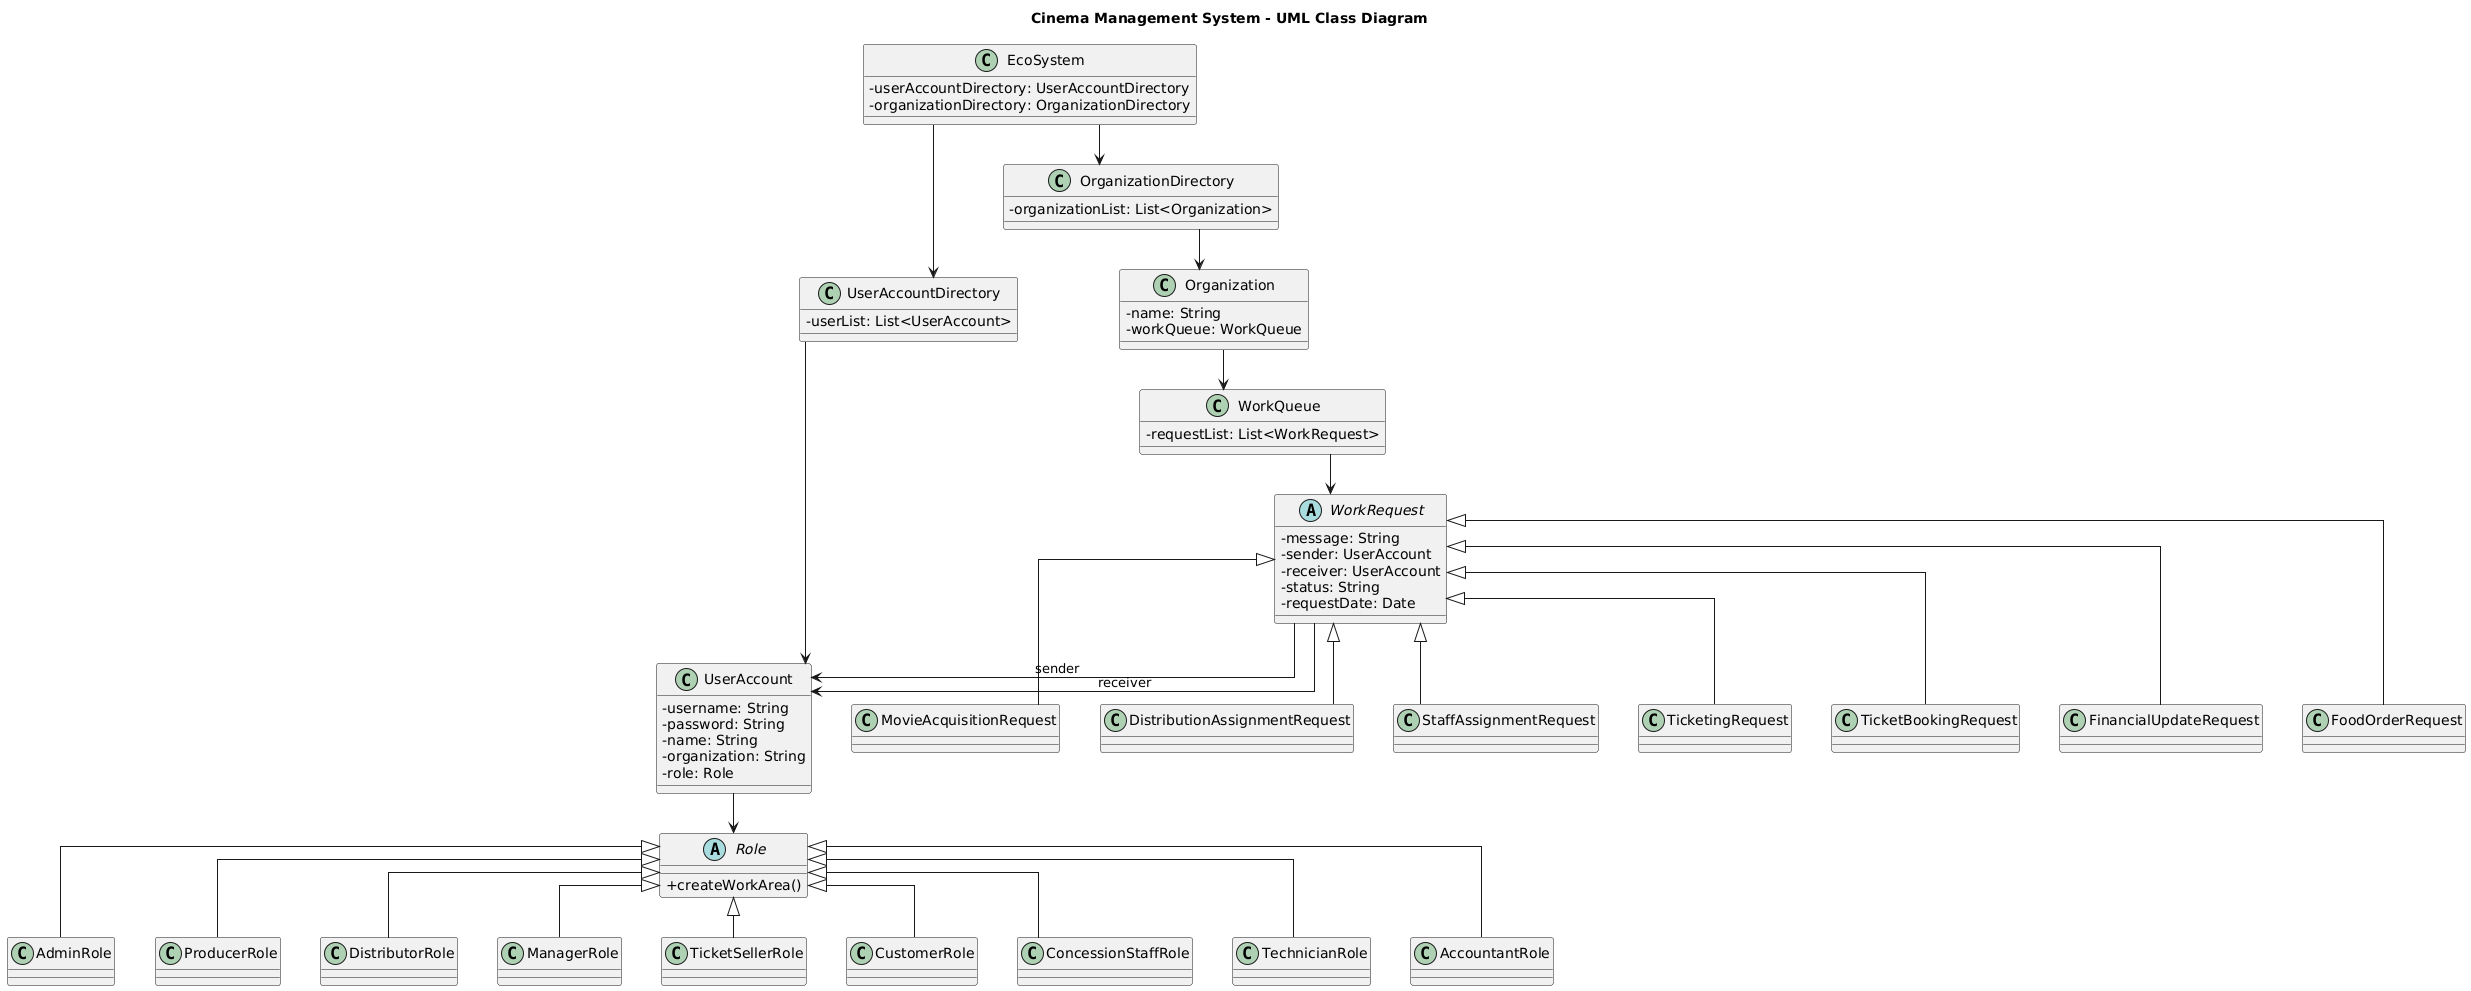 Cinema Management System - UML Class Diagram
C EcoSystem
-userAccountDirectory: UserAccountDirectory
-organizationDirectory: OrganizationDirectory
C OrganizationDirectory
-organizationList: List<Organization>
C UserAccountDirectory
-userList: List<UserAccount>
C Organization
-name: String
-workQueue: WorkQueue
C WorkQueue
-requestList: List<WorkRequest>
A WorkRequest
-message: String
-sender: UserAccount
-receiver: UserAccount
-status: String
-requestDate: Date
sender
receiver
C UserAccount
-username: String
-password: String
-name: String
-organization: String
-role: Role
C MovieAcquisitionRequest
C DistributionAssignmentRequest
C StaffAssignmentRequest
C TicketingRequest
C TicketBookingRequest
C FinancialUpdateRequest
C FoodOrderRequest
A Role
+createWorkArea()
C AdminRole
C ProducerRole
C DistributorRole
C ManagerRole
C TicketSellerRole
C CustomerRole
C ConcessionStaffRole
C TechnicianRole
C AccountantRole